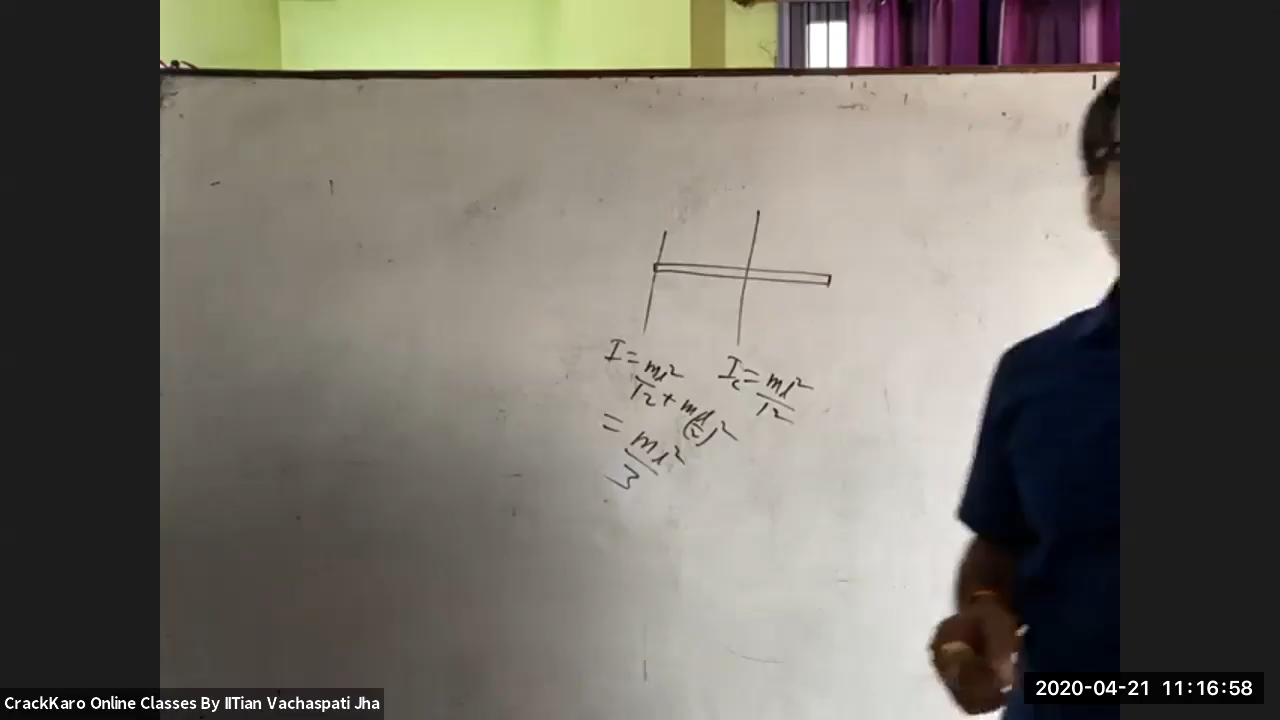 I = ml²/12 + m(l/2)²
= ml²/3
I_c = ml²/12
CrackKaro Online Classes By IITian Vachaspati Jha
2020-04-21 11:16:58